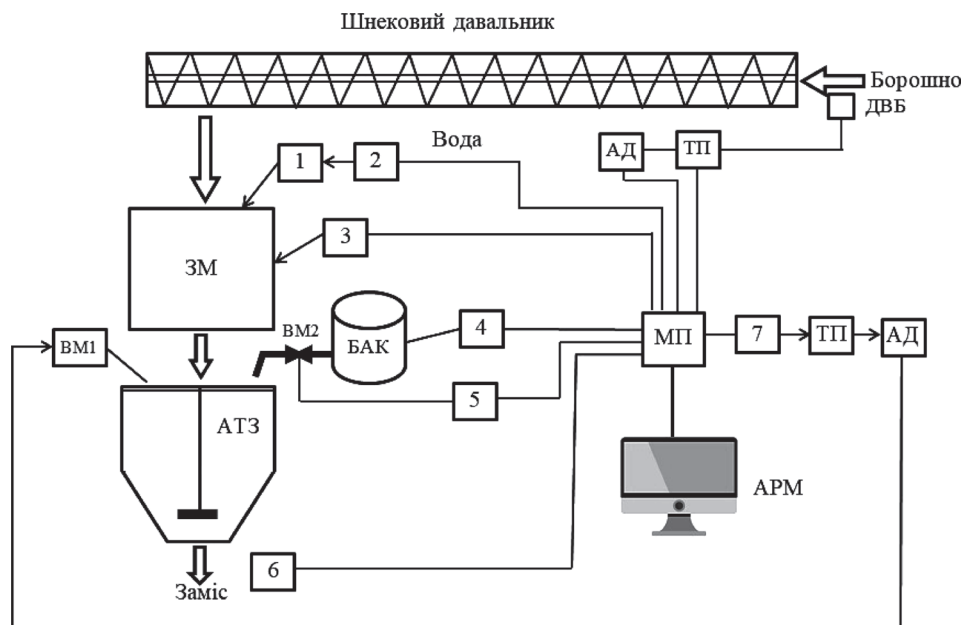 Шнековий давальник
Борошно
ДВБ
Вода
АД
ТП
1
2
3
ЗМ
ВМ2
БАК
4
МП
7
ТП
АД
ВМ1
5
АТЗ
АРМ
6
Заміс